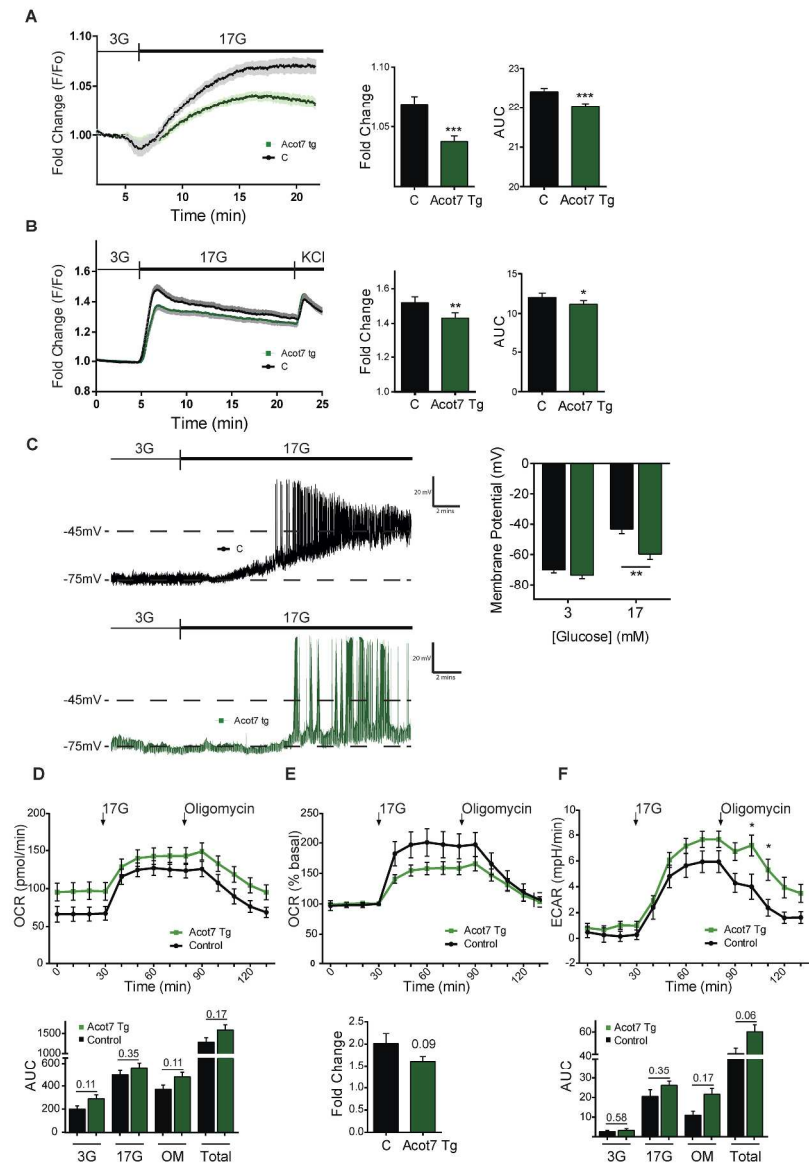 A
3G 17G
Fold Change (F/Fo)
1.10
1.05
1.00
Acot7 tg
C
5 10 15 20
Time (min)
Fold Change
1.10
1.05
1.00
***
C Acot7 Tg
AUC
23
22
21
20
***
C Acot7 Tg
B
3G 17G KCl
Fold Change (F/Fo)
1.6
1.4
1.2
1.0
0.8
Acot7 tg
C
0 5 10 15 20 25
Time (min)
Fold Change
1.6
1.4
1.2
1.0
**
C Acot7 Tg
AUC
15
10
5
0
*
C Acot7 Tg
C
3G 17G
20 mV
2 mins
-45mV
C
-75mV
3G 17G
20 mV
2 mins
-45mV
Acot7 tg
-75mV
Membrane Potential (mV)
0
-20
-40
-60
-80
**
3 17
[Glucose] (mM)
D
17G Oligomycin
OCR (pmol/min)
200
150
100
50
0
Acot7 Tg
Control
0 30 60 90 120
Time (min)
Acot7 Tg
Control
AUC
1500
1000
600
400
200
0
0.11 0.35 0.11 0.17
3G 17G OM Total
E
17G Oligomycin
OCR (% basal)
250
200
150
100
50
0
Acot7 Tg
Control
0 30 60 90 120
Time (min)
Fold Change
2.5
2.0
1.5
1.0
0.5
0.0
0.09
C Acot7 Tg
F
17G Oligomycin
ECAR (mpH/min)
10
8
6
4
2
0
-2
* *
Acot7 Tg
Control
0 30 60 90 120
Time (min)
Acot7 Tg
Control
AUC
60
40
30
20
10
0
0.58 0.35 0.17 0.06
3G 17G OM Total